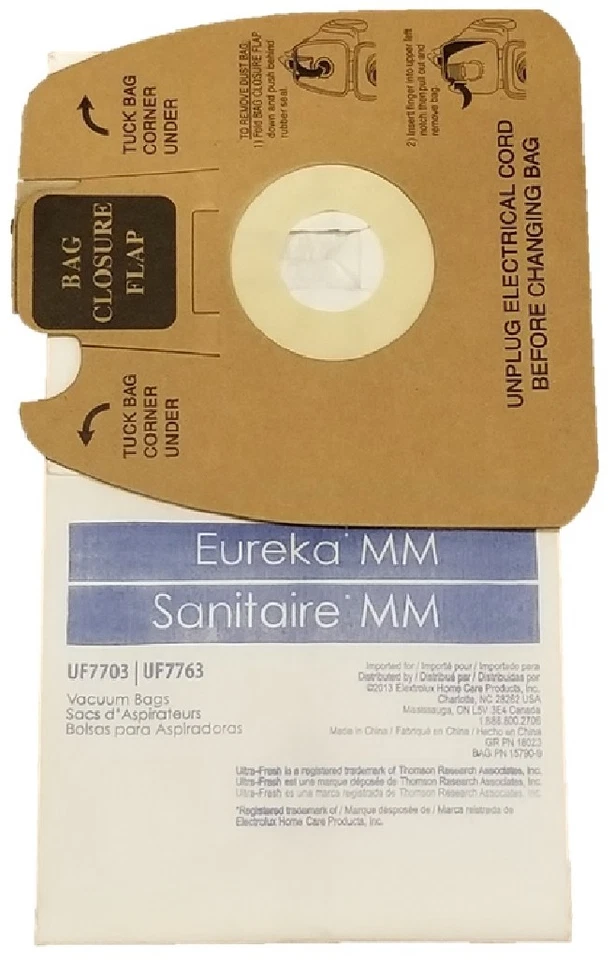 TUCK BAG
CORNER
UNDER
BAG
CLOSURE
FLAP
TUCK BAG
CORNER
UNDER
TO REMOVE DUST BAG
1) Fold BAG CLOSURE FLAP
down and push behind
rubber seal.
2) Insert finger into upper left
notch then pull out and
remove bag.
UNPLUG ELECTRICAL CORD
BEFORE CHANGING BAG
Eureka* MM
Sanitaire* MM
UF7703 | UF7763
Vacuum Bags
Sacs d'Aspirateurs
Bolsas para Aspiradoras
Imported for / Importé pour / Importado para
Distributed by / Distribué par / Distribuidas por
©2013 Elextrolux Home Care Products, Inc.
Charlotte, NC 28262 USA
Mississauga, ON L5V 3E4 Canada
1.886.800.2706
Made in China / Fabriqué en China / Hecho en China
GR PN 16023
BAG PN 15790-9
Ultra-Fresh is a registered trademark of Thomson Research Associates, Inc.
Ultra-Fresh est une marque déposée de Thomson Research Associates, Inc.
Ultra-Fresh es una marca registrada de Thomson Research Associates, Inc.
*Registered trademark of / Marque desposée de / Marca reistrada de
Electrolux Home Care Products, Inc.